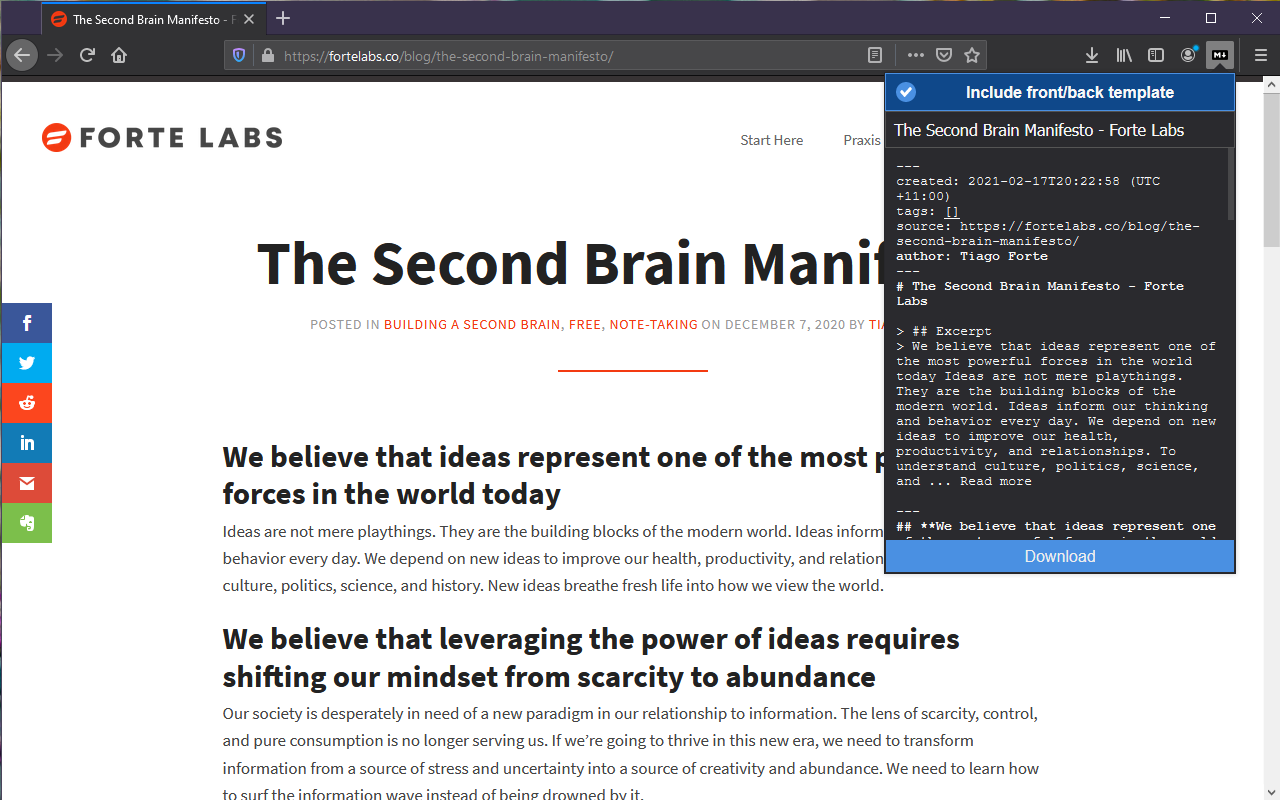 The Second Brain Manifesto - F
https://fortelabs.co/blog/the-second-brain-manifesto/
M
Include front/back template
The Second Brain Manifesto - Forte Labs
FORTE LABS
Start Here
Praxis
---
created: 2021-02-17T20:22:58 (UTC
+11:00)
tags: []
source: https://fortelabs.co/blog/the-
second-brain-manifesto/
author: Tiago Forte
---
# The Second Brain Manifesto - Forte
Labs
> ## Excerpt
> We believe that ideas represent one of
the most powerful forces in the world
today Ideas are not mere playthings.
They are the building blocks of the
modern world. Ideas inform our thinking
and behavior every day. We depend on new
ideas to improve our health,
productivity, and relationships. To
understand culture, politics, science,
and ... Read more
---
## **We believe that ideas represent one
Download
The Second Brain Manif
POSTED IN BUILDING A SECOND BRAIN, FREE, NOTE-TAKING ON DECEMBER 7, 2020 BY TIA
We believe that ideas represent one of the most p
forces in the world today
Ideas are not mere playthings. They are the building blocks of the modern world. Ideas inform
behavior every day. We depend on new ideas to improve our health, productivity, and relation
culture, politics, science, and history. New ideas breathe fresh life into how we view the world.
We believe that leveraging the power of ideas requires
shifting our mindset from scarcity to abundance
Our society is desperately in need of a new paradigm in our relationship to information. The lens of scarcity, control,
and pure consumption is no longer serving us. If we're going to thrive in this new era, we need to transform
information from a source of stress and uncertainty into a source of creativity and abundance. We need to learn how
to surf the information wave instead of being drowned by it.